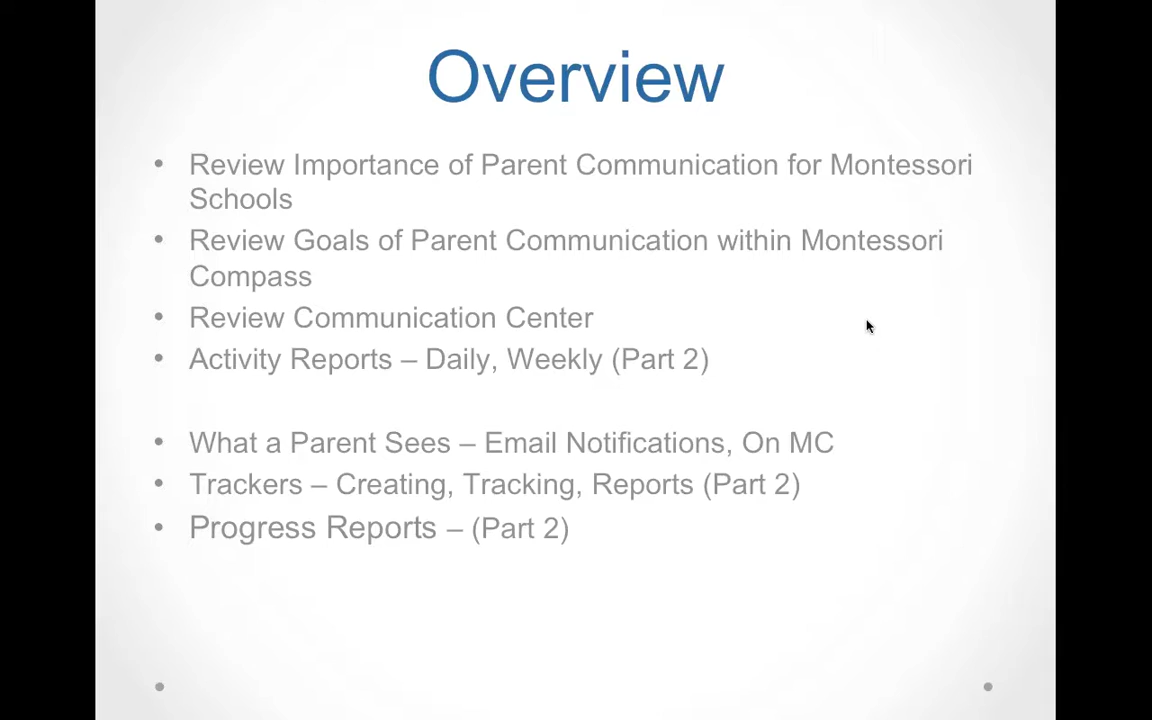 Overview
• Review Importance of Parent Communication for Montessori
Schools
• Review Goals of Parent Communication within Montessori
Compass
• Review Communication Center
• Activity Reports – Daily, Weekly (Part 2)
• What a Parent Sees – Email Notifications, On MC
• Trackers – Creating, Tracking, Reports (Part 2)
• Progress Reports – (Part 2)